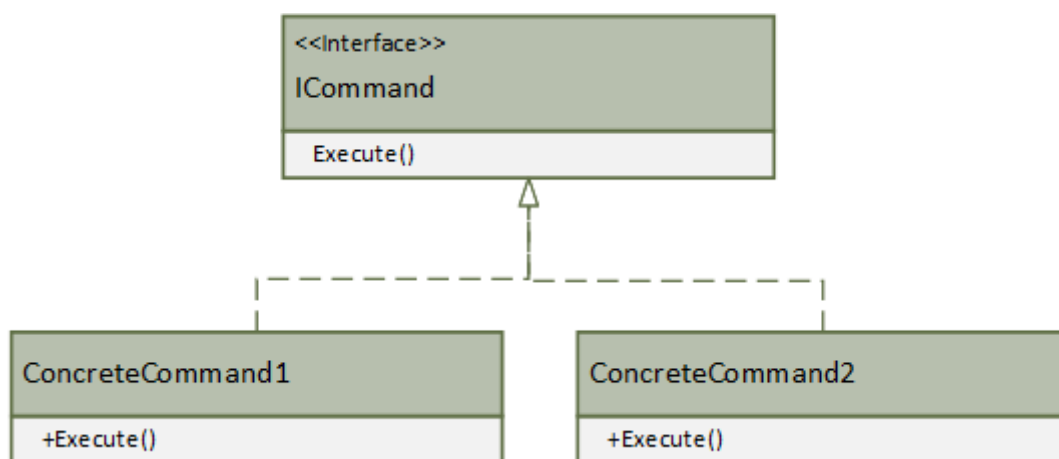 <<Interface>>
ICommand
Execute()
ConcreteCommand1
+Execute()
ConcreteCommand2
+Execute()